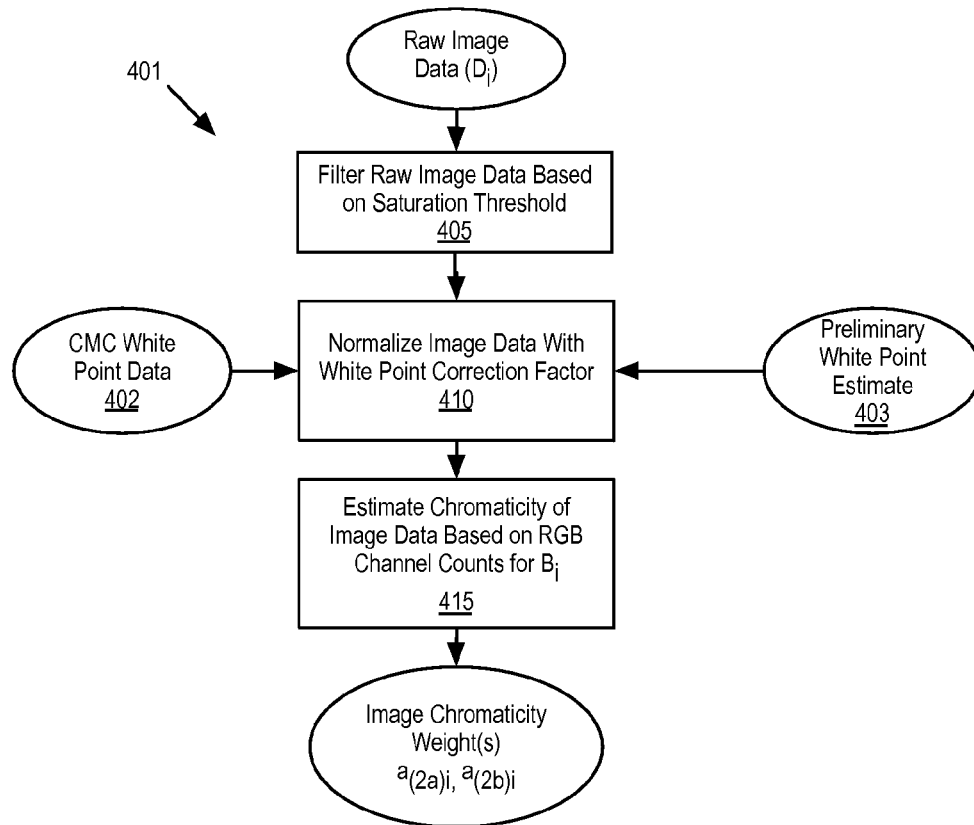 Raw Image
Data (Di)
401
Filter Raw Image Data Based
on Saturation Threshold
405
CMC White
Point Data
402
Normalize Image Data With
White Point Correction Factor
410
Preliminary
White Point
Estimate
403
Estimate Chromaticity of
Image Data Based on RGB
Channel Counts for Bi
415
Image Chromaticity
Weight(s)
a(2a)i, a(2b)i